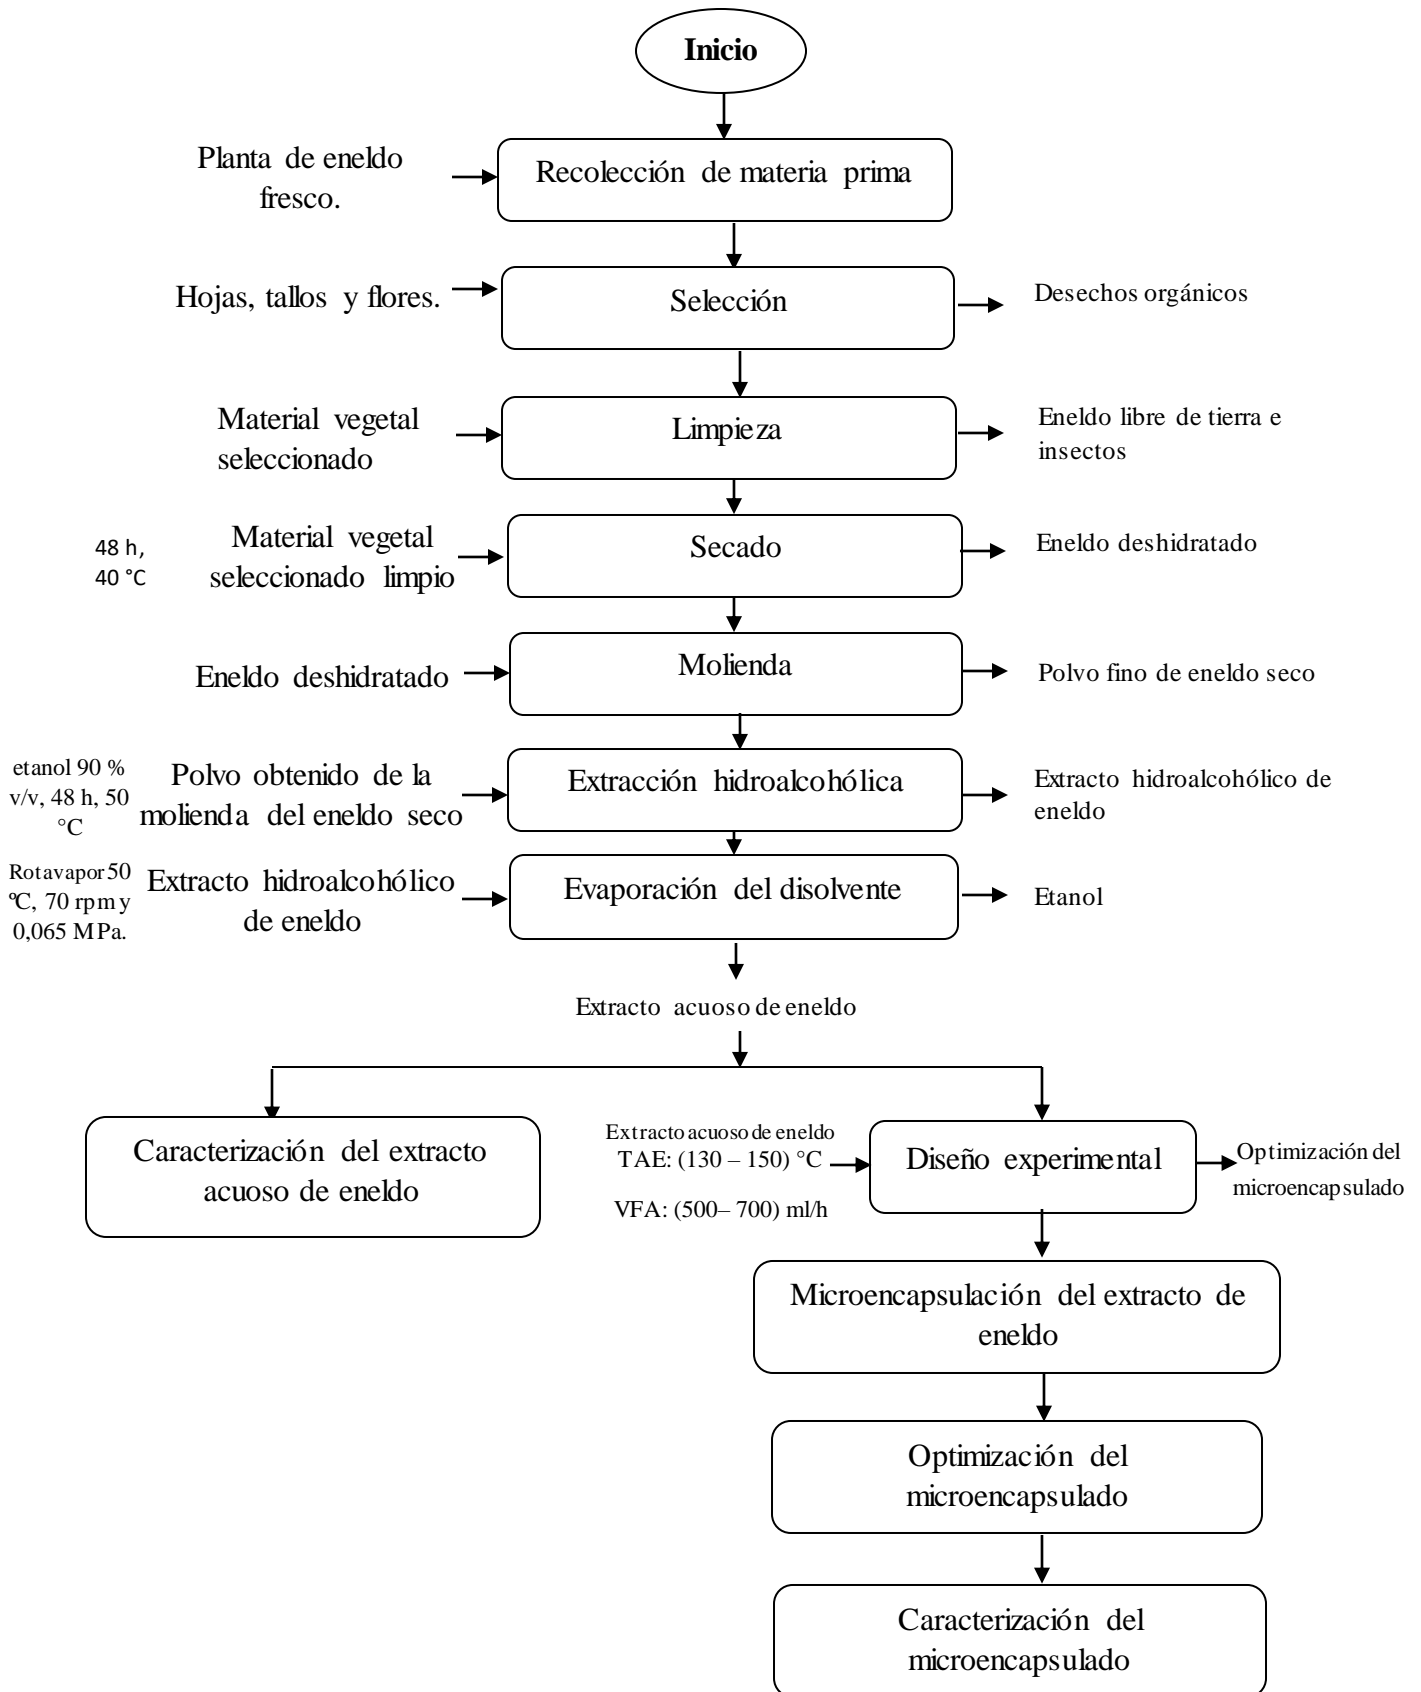 Inicio
Planta de eneldo
fresco.
Recolección de materia prima
Hojas, tallos y flores.
Selección
Desechos orgánicos
Material vegetal
seleccionado
Limpieza
Eneldo libre de tierra e
insectos
48 h,
40 °C
Material vegetal
seleccionado limpio
Secado
Eneldo deshidratado
Eneldo deshidratado
Molienda
Polvo fino de eneldo seco
etanol 90 %
v/v, 48 h, 50
°C
Polvo obtenido de la
molienda del eneldo seco
Extracción hidroalcohólica
Extracto hidroalcohólico de
eneldo
Rotavapor 50
ºC, 70 rpm y
0,065 MPa.
Extracto hidroalcohólico
de eneldo
Evaporación del disolvente
Etanol
Extracto acuoso de eneldo
Caracterización del extracto
acuoso de eneldo
Extracto acuoso de eneldo
TAE: (130 – 150) °C
VFA: (500– 700) ml/h
Diseño experimental
Optimización del
microencapsulado
Microencapsulación del extracto de
eneldo
Optimización del
microencapsulado
Caracterización del
microencapsulado